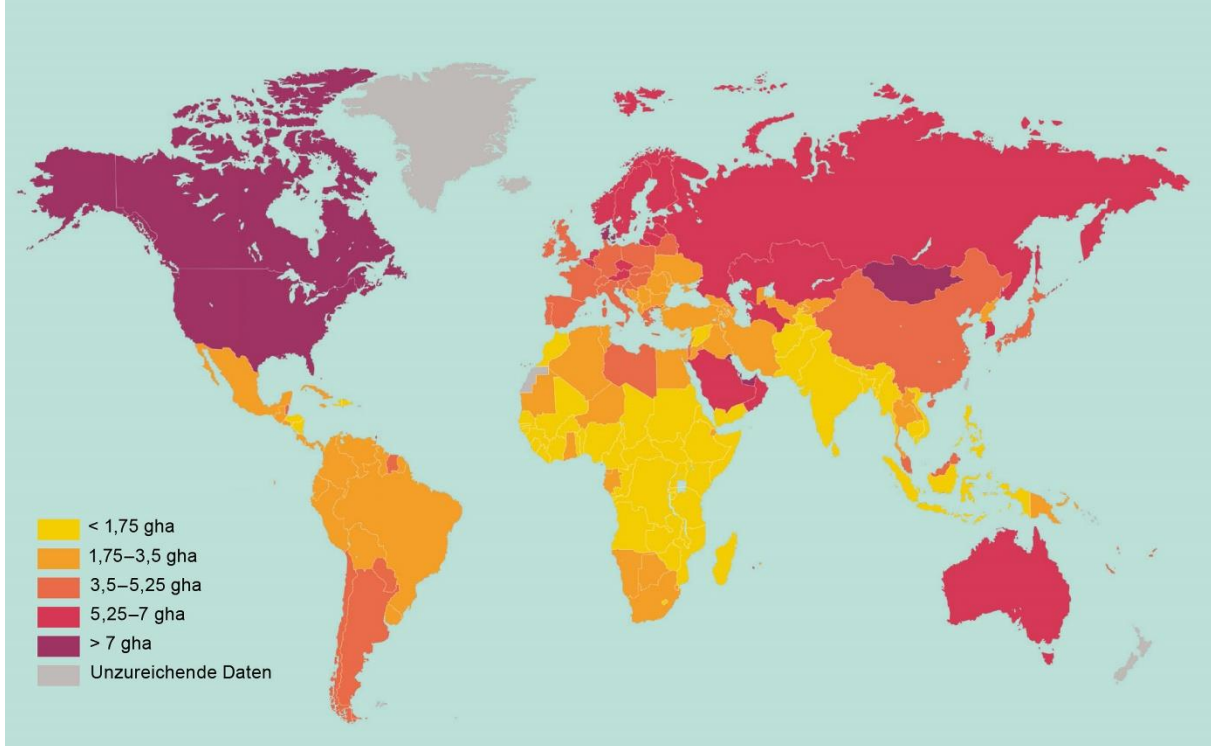 < 1,75 gha
1,75–3,5 gha
3,5–5,25 gha
5,25–7 gha
> 7 gha
Unzureichende Daten